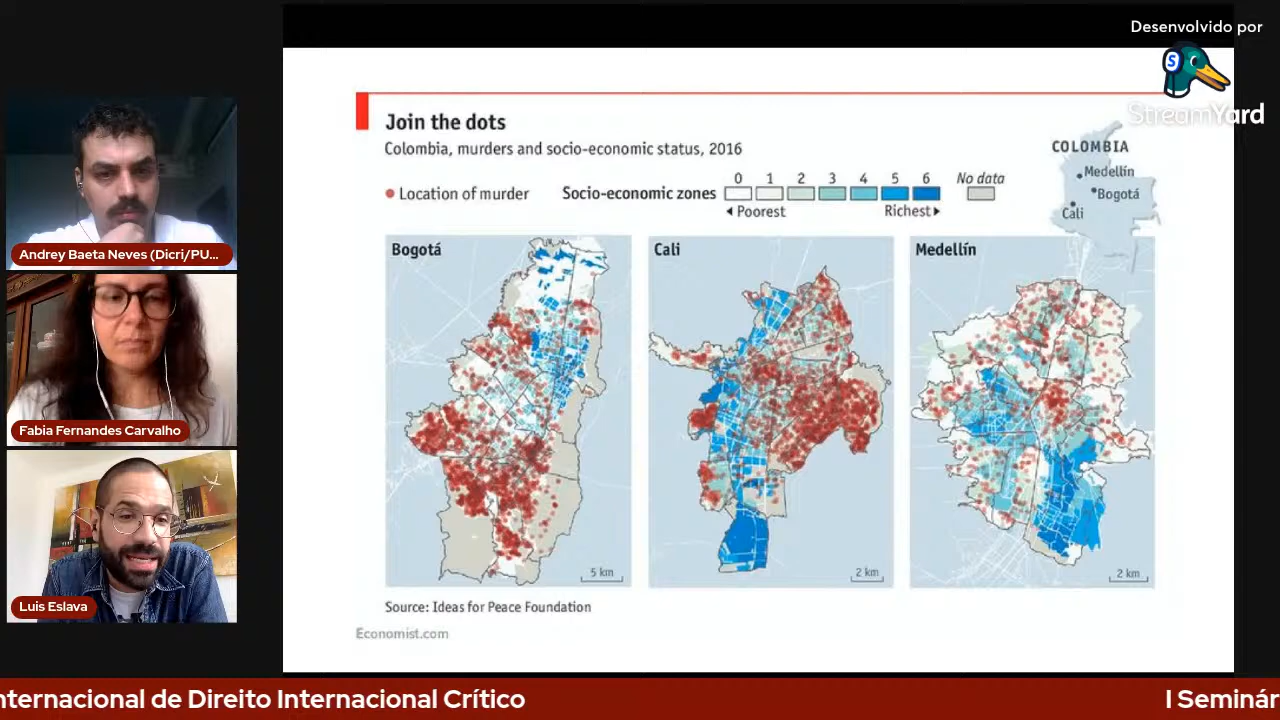 Desenvolvido por
S
StreamYard
Join the dots
Colombia, murders and socio-economic status, 2016
Location of murder
Socio-economic zones
0 1 2 3 4 5 6 No data
Poorest
Richest
COLOMBIA
Medellín
Bogotá
Cali
Bogotá
Cali
Medellín
5 km
2 km
2 km
Source: Ideas for Peace Foundation
Economist.com
Andrey Baeta Neves (Dicri/PU...
Fabia Fernandes Carvalho
Luis Eslava
nternacional de Direito Internacional Crítico
I Seminár